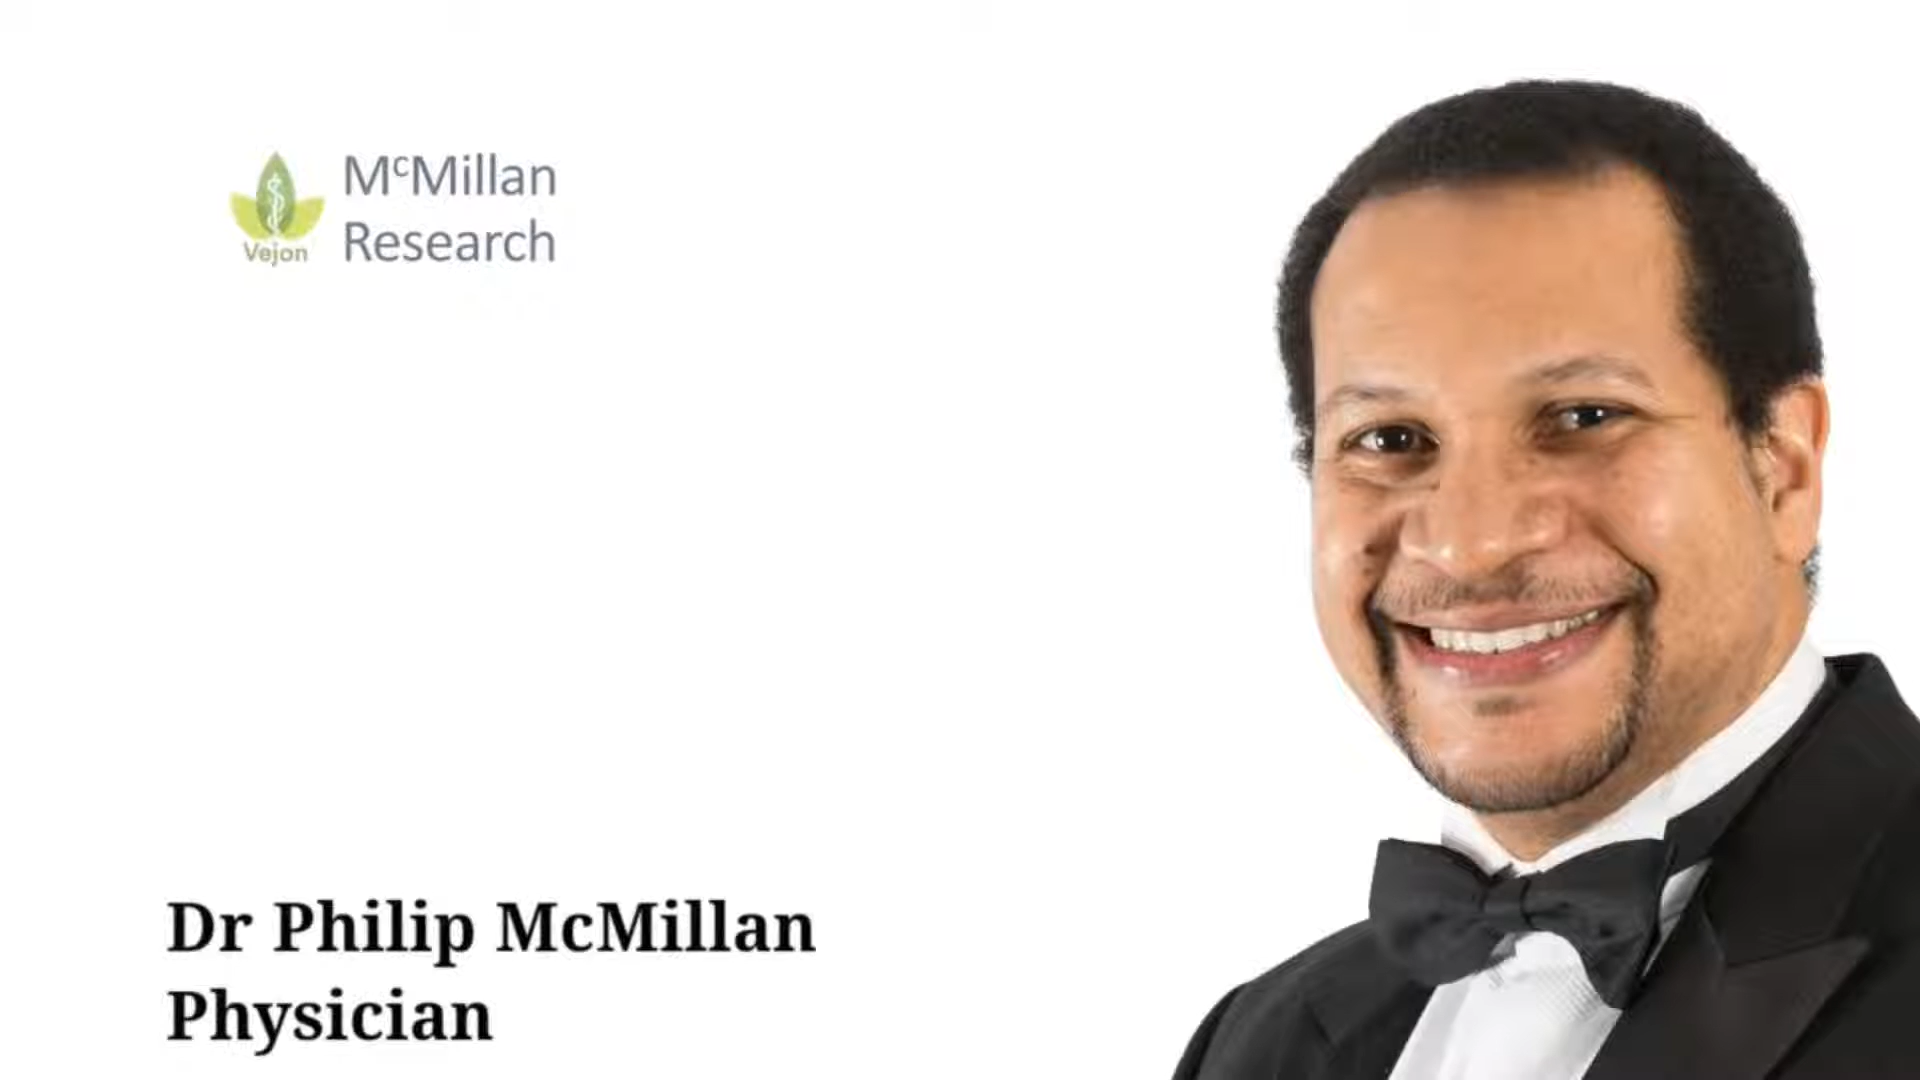 McMillan
Research
Vejon
Dr Philip McMillan
Physician